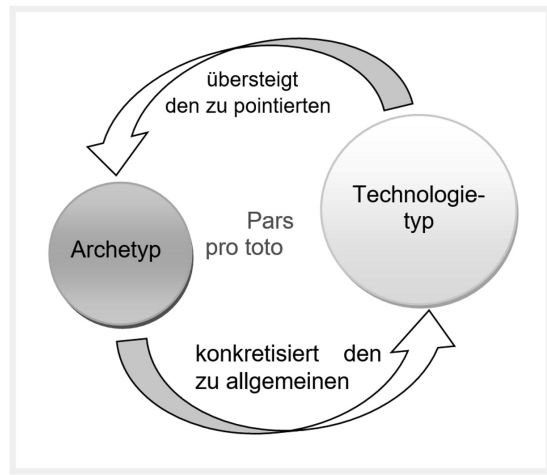 übersteigt
den zu pointierten
Technologie-
typ
Pars
pro toto
Archetyp
konkretisiert den
zu allgemeinen